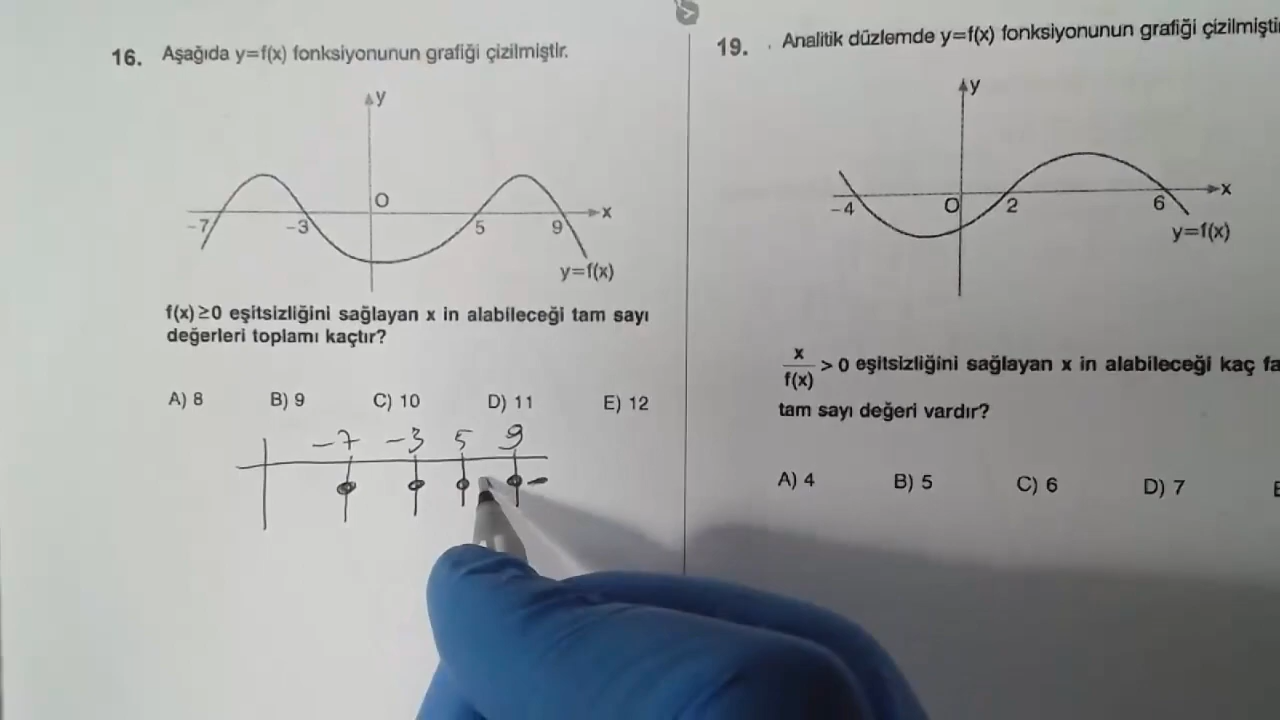 16. Aşağıda y=f(x) fonksiyonunun grafiği çizilmiştir.
y
O
x
-7
-3
5
9
y=f(x)
f(x)≥0 eşitsizliğini sağlayan x in alabileceği tam sayı
değerleri toplamı kaçtır?
A) 8 B) 9 C) 10 D) 11 E) 12
-7 -3 5 9
-
19. Analitik düzlemde y=f(x) fonksiyonunun grafiği
y
x
-4
O
2
6
y=f(x)
x/f(x) > 0 eşitsizliğini sağlayan x in alabileceği kaç
tam sayı değeri vardır?
A) 4 B) 5 C) 6 D) 7